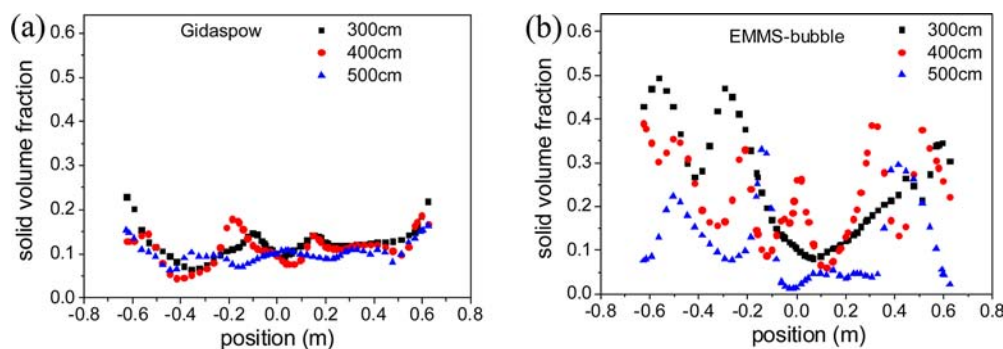 (a)
Gidaspow
300cm
400cm
500cm
solid volume fraction
0.6
0.5
0.4
0.3
0.2
0.1
0.0
-0.8 -0.6 -0.4 -0.2 0.0 0.2 0.4 0.6 0.8
position (m)
(b)
EMMS-bubble
300cm
400cm
500cm
solid volume fraction
0.6
0.5
0.4
0.3
0.2
0.1
0.0
-0.8 -0.6 -0.4 -0.2 0.0 0.2 0.4 0.6 0.8
position (m)